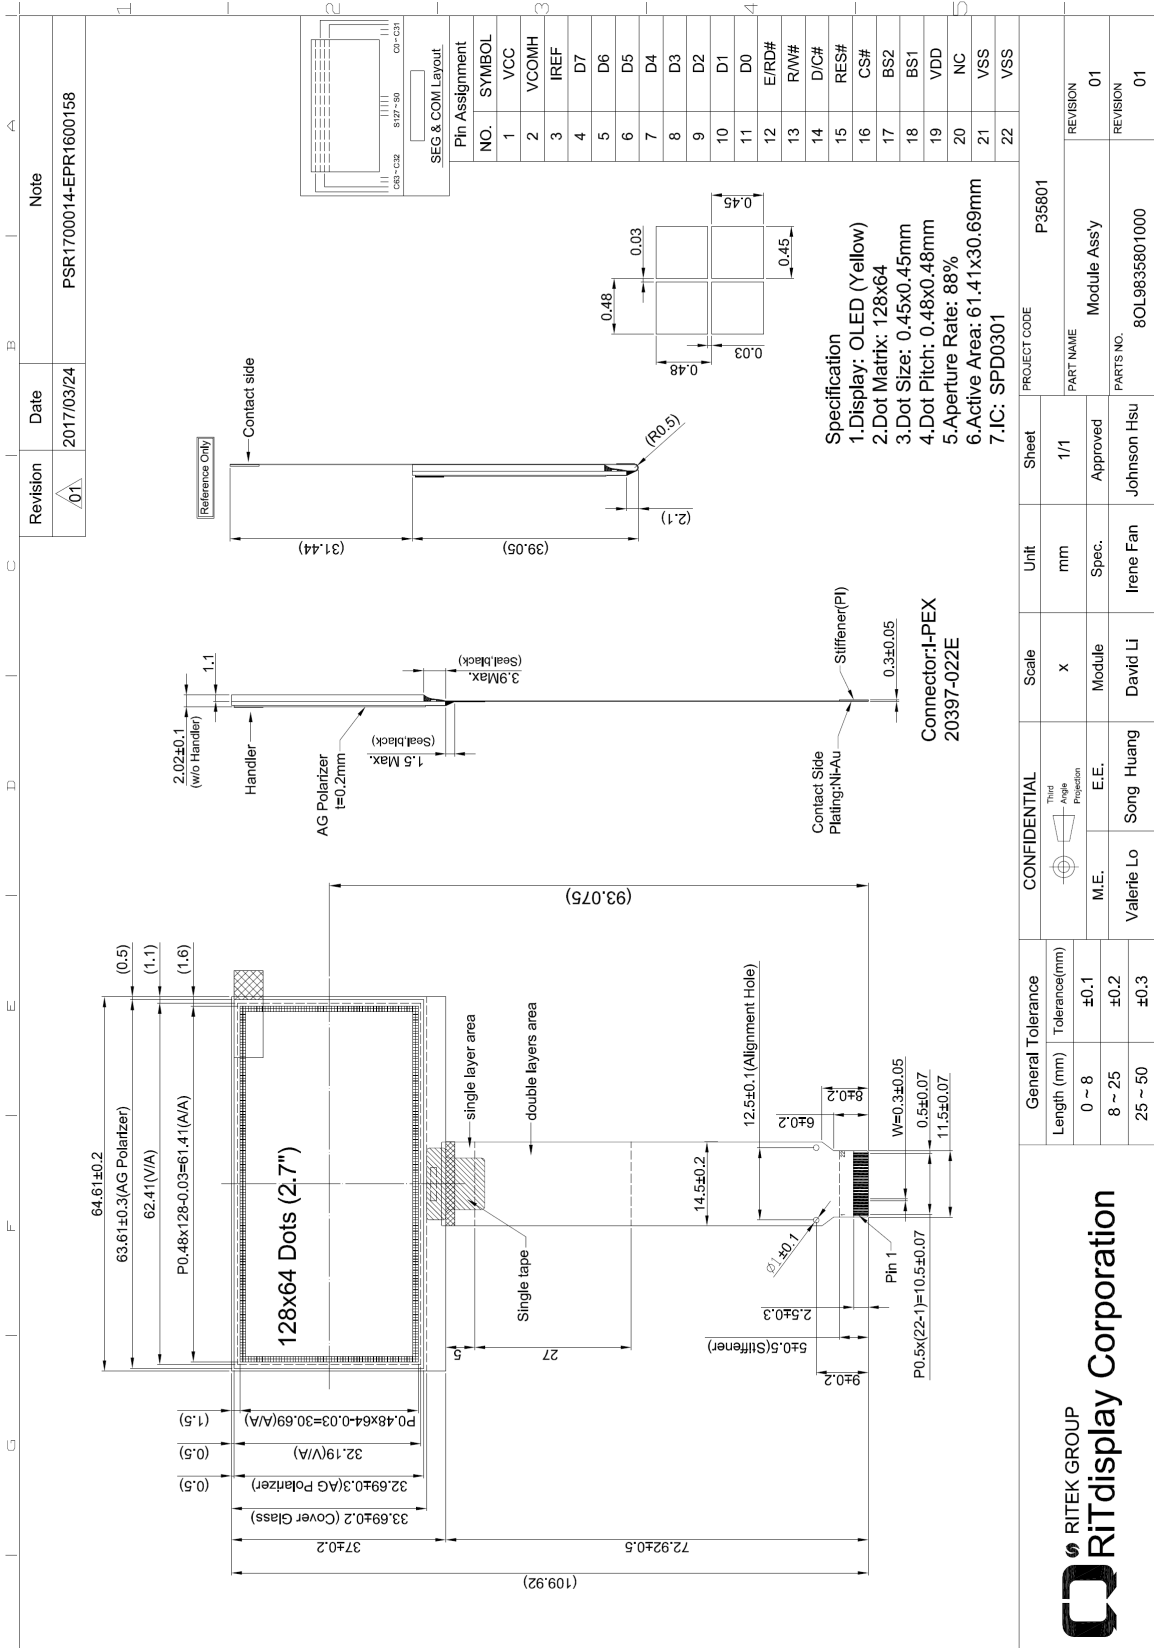 A
B
C
D
E
F
G
1
2
3
4
5
Revision
Date
Note
01
2017/03/24
PSR1700014-EPR1600158
C63 ~ C32
S127 ~ S0
C0 ~ C31
SEG & COM Layout
Pin Assignment
NO. SYMBOL
1 VCC
2 VCOMH
3 IREF
4 D7
5 D6
6 D5
7 D4
8 D3
9 D2
10 D1
11 D0
12 E/RD#
13 R/W#
14 D/C#
15 RES#
16 CS#
17 BS2
18 BS1
19 VDD
20 NC
21 VSS
22 VSS
Reference Only
Contact side
(31.44)
(39.05)
(2.1)
(R0.5)
0.48
0.03
0.48
0.03
0.45
0.45
Specification
1.Display: OLED (Yellow)
2.Dot Matrix: 128x64
3.Dot Size: 0.45x0.45mm
4.Dot Pitch: 0.48x0.48mm
5.Aperture Rate: 88%
6.Active Area: 61.41x30.69mm
7.IC: SPD0301
2.02±0.1
(w/o Handler)
1.1
Handler
AG Polarizer
t=0.2mm
1.5 Max.
(Seal,black)
3.9Max.
(Seal,black)
Contact Side
Plating:Ni-Au
Stiffener(PI)
0.3±0.05
Connector:I-PEX
20397-022E
64.61±0.2
63.61±0.3(AG Polarizer)
(0.5)
62.41(V/A)
(1.1)
P0.48x128-0.03=61.41(A/A)
(1.6)
128x64 Dots (2.7")
(93.075)
(1.5)
P0.48x64-0.03=30.69(A/A)
(0.5)
32.19(V/A)
(0.5)
32.69±0.3(AG Polarizer)
33.69±0.2 (Cover Glass)
37±0.2
72.92±0.5
(109.92)
single layer area
double layers area
Single tape
5
27
14.5±0.2
12.5±0.1(Alignment Hole)
Ø1±0.1
8±0.2
6±0.2
Pin 1
1
22
2.5±0.3
5±0.5(Stiffener)
9±0.2
W=0.3±0.05
0.5±0.07
P0.5x(22-1)=10.5±0.07
11.5±0.07
RITEK GROUP
RiTdisplay Corporation
General Tolerance
Length (mm) Tolerance(mm)
0 ~ 8 ±0.1
8 ~ 25 ±0.2
25 ~ 50 ±0.3
CONFIDENTIAL
Third
Angle
Projection
Scale
x
Unit
mm
Sheet
1/1
M.E.
Valerie Lo
E.E.
Song Huang
Module
David Li
Spec.
Irene Fan
Approved
Johnson Hsu
PROJECT CODE
P35801
PART NAME
Module Ass'y
REVISION
01
PARTS NO.
8OL9835801000
REVISION
01